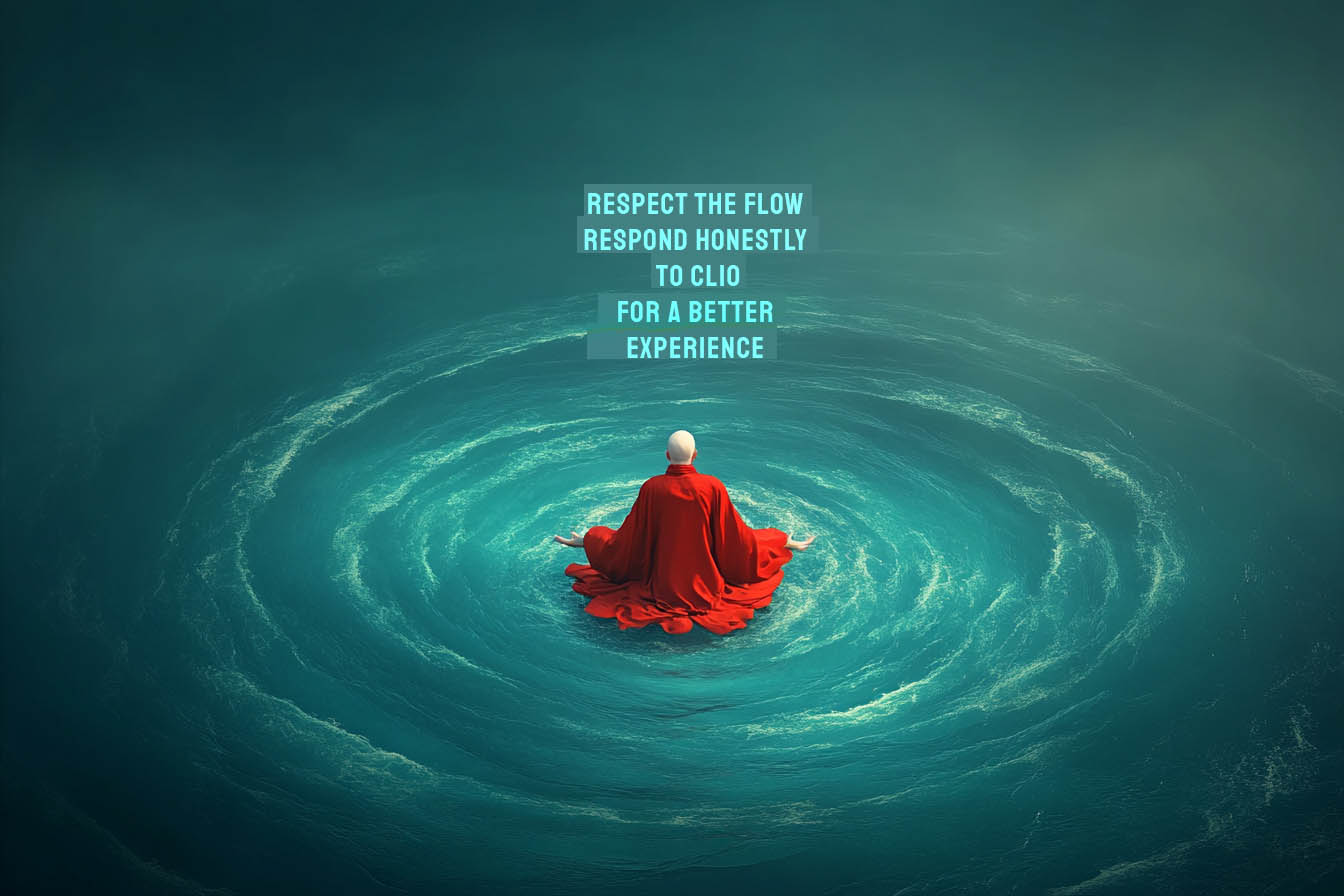 RESPECT THE FLOW
RESPOND HONESTLY
TO CLIO
FOR A BETTER
EXPERIENCE